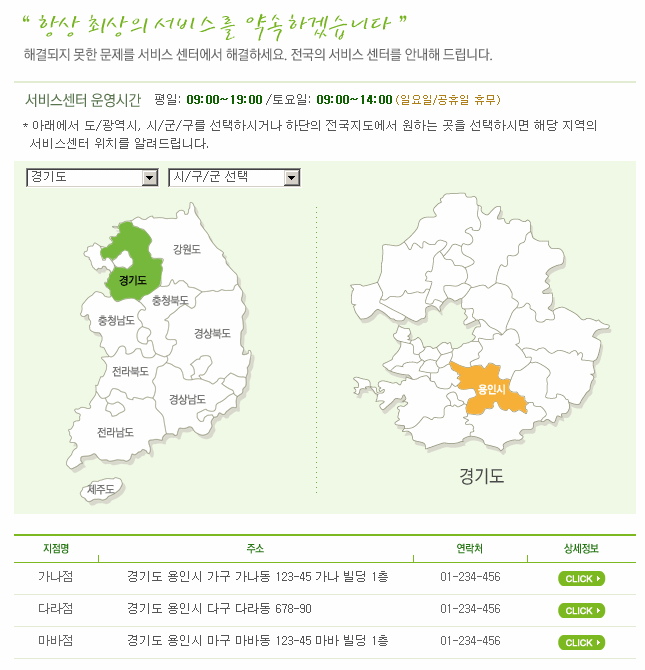 “ 항상 최상의 서비스를 약속하겠습니다 ”
해결되지 못한 문제를 서비스 센터에서 해결하세요. 전국의 서비스 센터를 안내해 드립니다.
서비스센터 운영시간 평일: 09:00~19:00 /토요일: 09:00~14:00 (일요일/공휴일 휴무)
* 아래에서 도/광역시, 시/군/구를 선택하시거나 하단의 전국지도에서 원하는 곳을 선택하시면 해당 지역의
서비스센터 위치를 알려드립니다.
경기도 시/구/군 선택
강원도
경기도
충청북도
충청남도
경상북도
전라북도
경상남도
전라남도
제주도
용인시
경기도
지점명 주소 연락처 상세정보
가나점 경기도 용인시 가구 가나동 123-45 가나 빌딩 1층 01-234-456 CLICK
다라점 경기도 용인시 다구 다라동 678-90 01-234-456 CLICK
마바점 경기도 용인시 마구 마바동 123-45 마바 빌딩 1층 01-234-456 CLICK